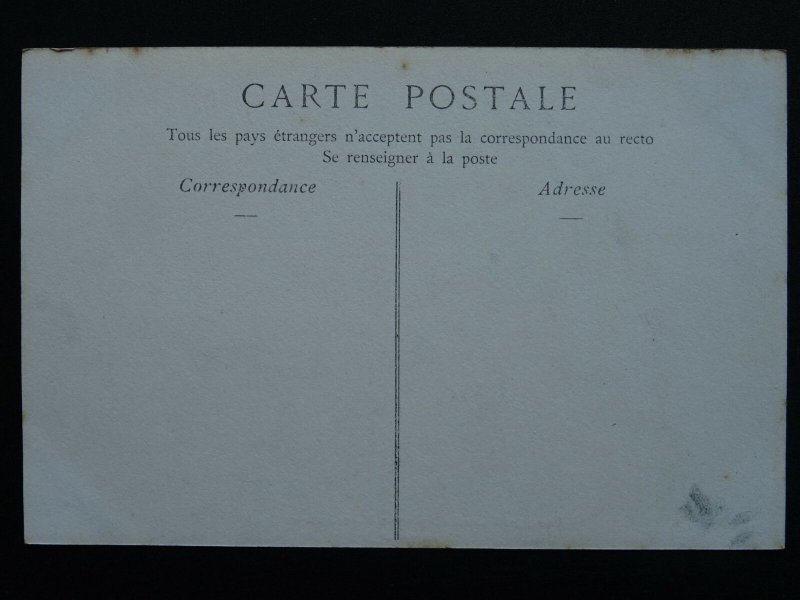 CARTE POSTALE
Tous les pays étrangers n'acceptent pas la correspondance au recto
Se renseigner à la poste
Correspondance
Adresse